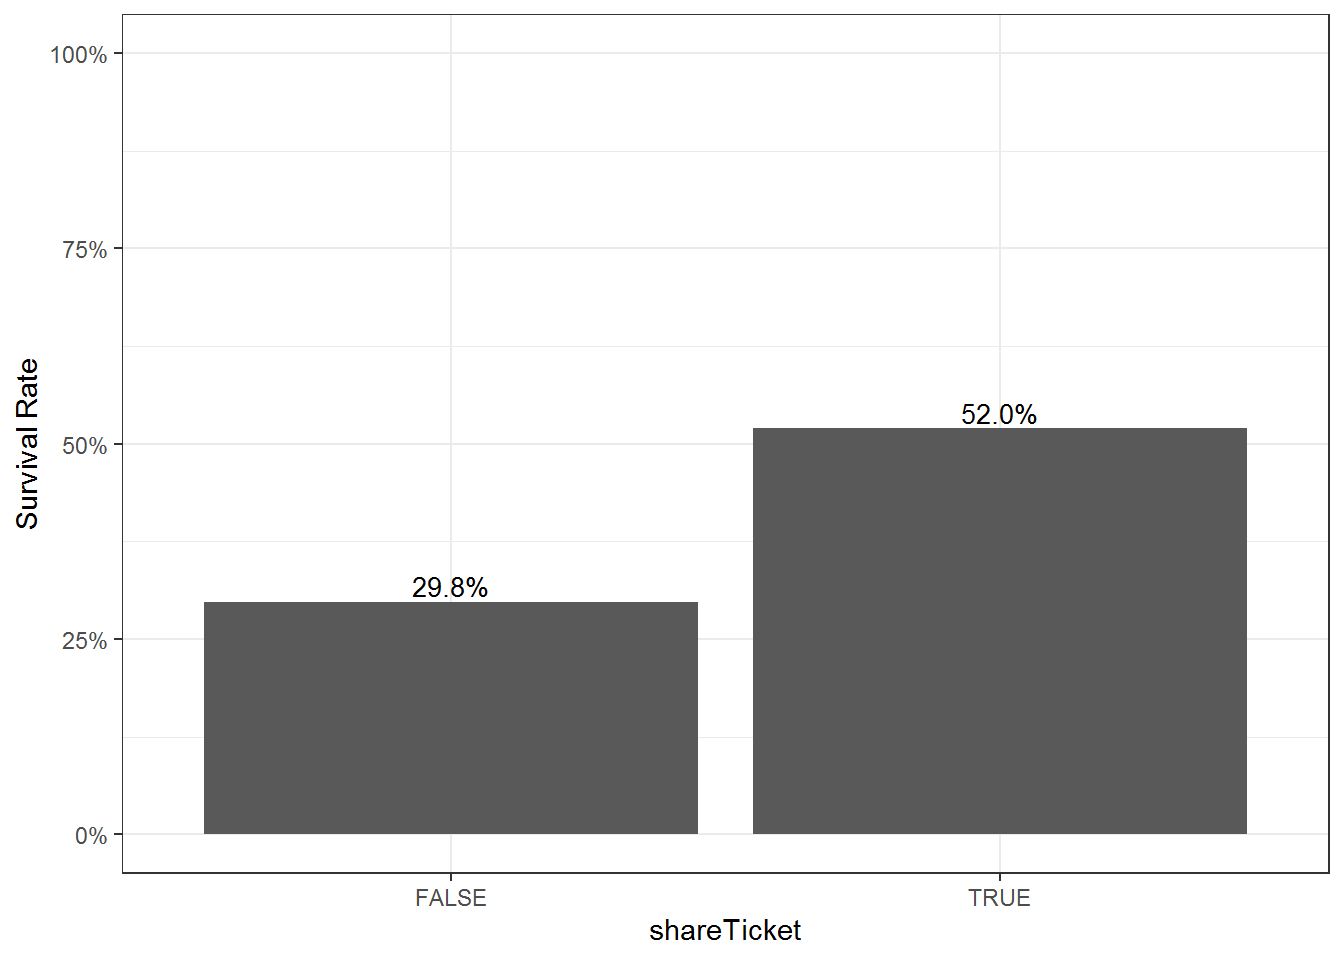 100%
75%
50%
25%
0%
Survival Rate
52.0%
29.8%
FALSE
TRUE
shareTicket